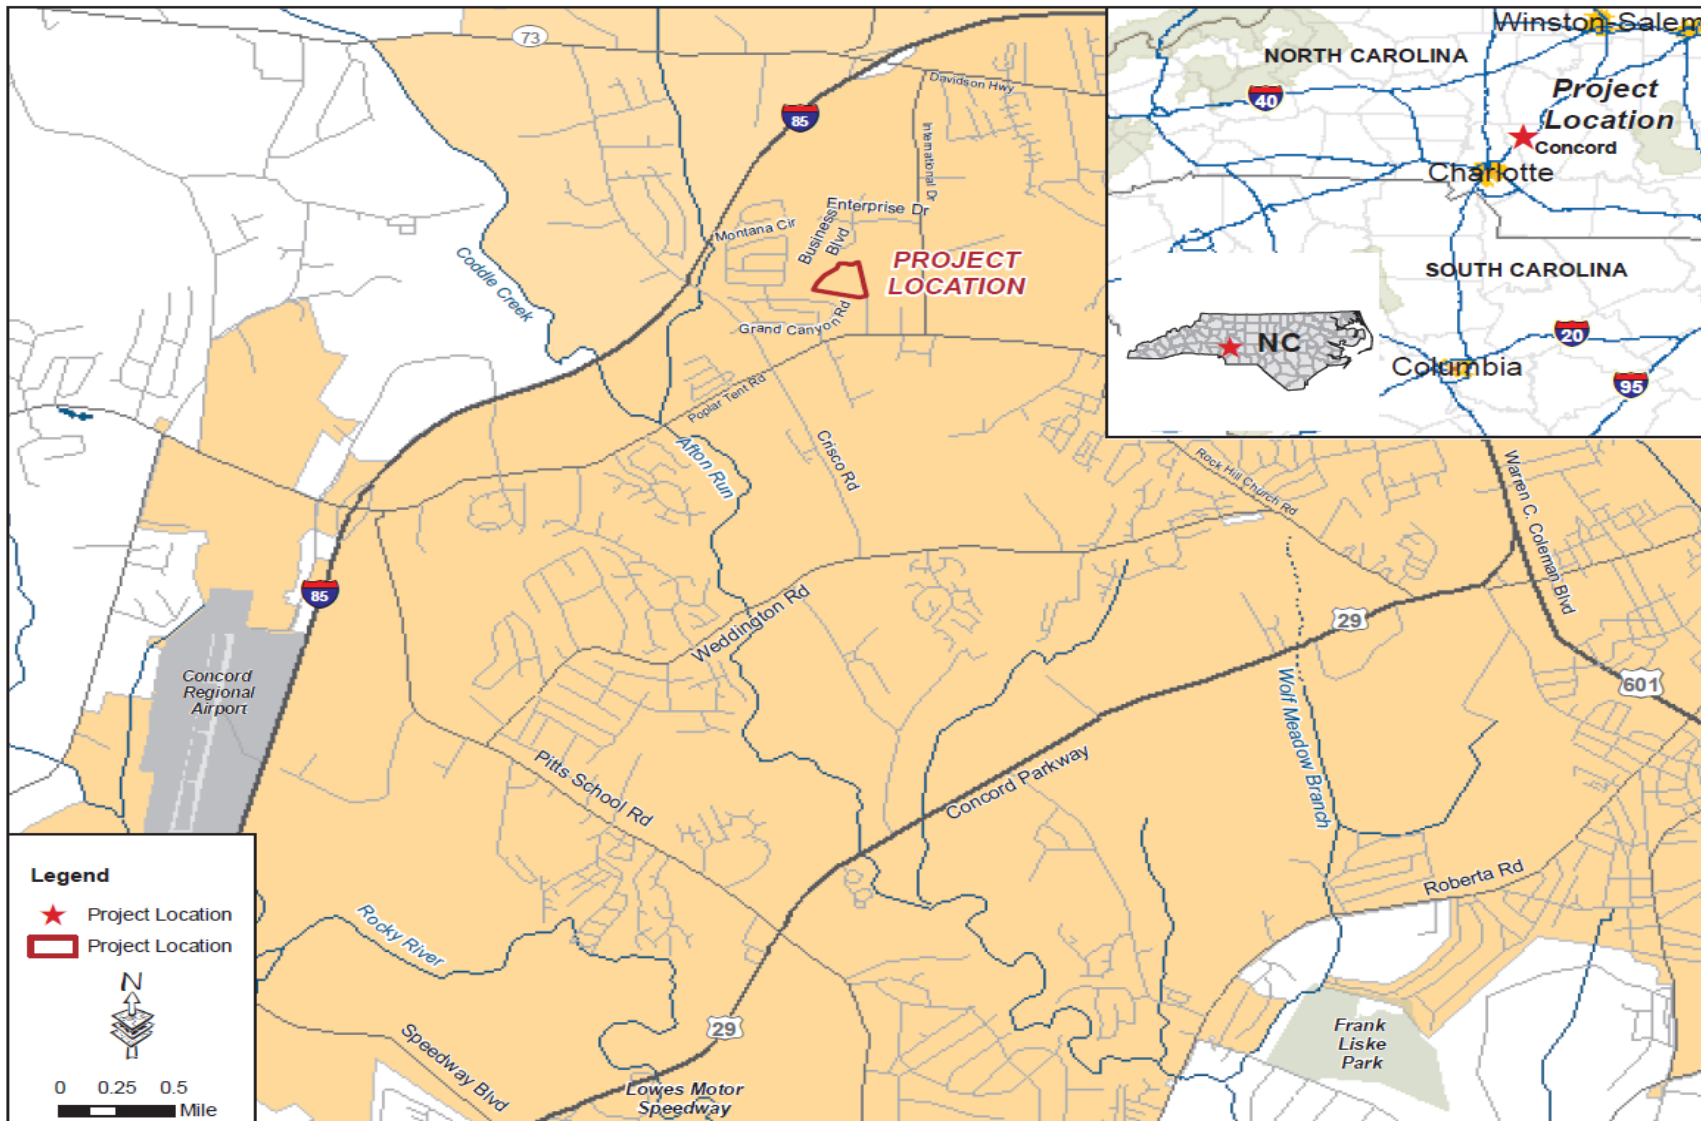 73
Davidson Hwy
85
International Dr
Enterprise Dr
Business
Blvd
Montana Cir
PROJECT
LOCATION
Grand Canyon Rd
Coddle Creek
Poplar Tent Rd
Afton Run
Crisco Rd
Rock Hill Church Rd
Warren C. Coleman Blvd
85
Weddington Rd
29
601
Concord
Regional
Airport
Wolf Meadow Branch
Pitts School Rd
Concord Parkway
Roberta Rd
Rocky River
29
Speedway Blvd
Lowes Motor
Speedway
Frank
Liske
Park
Winston-Salem
NORTH CAROLINA
40
Project
Location
Concord
Charlotte
SOUTH CAROLINA
NC
20
Columbia
95
Legend
Project Location
Project Location
N
0 0.25 0.5
Mile